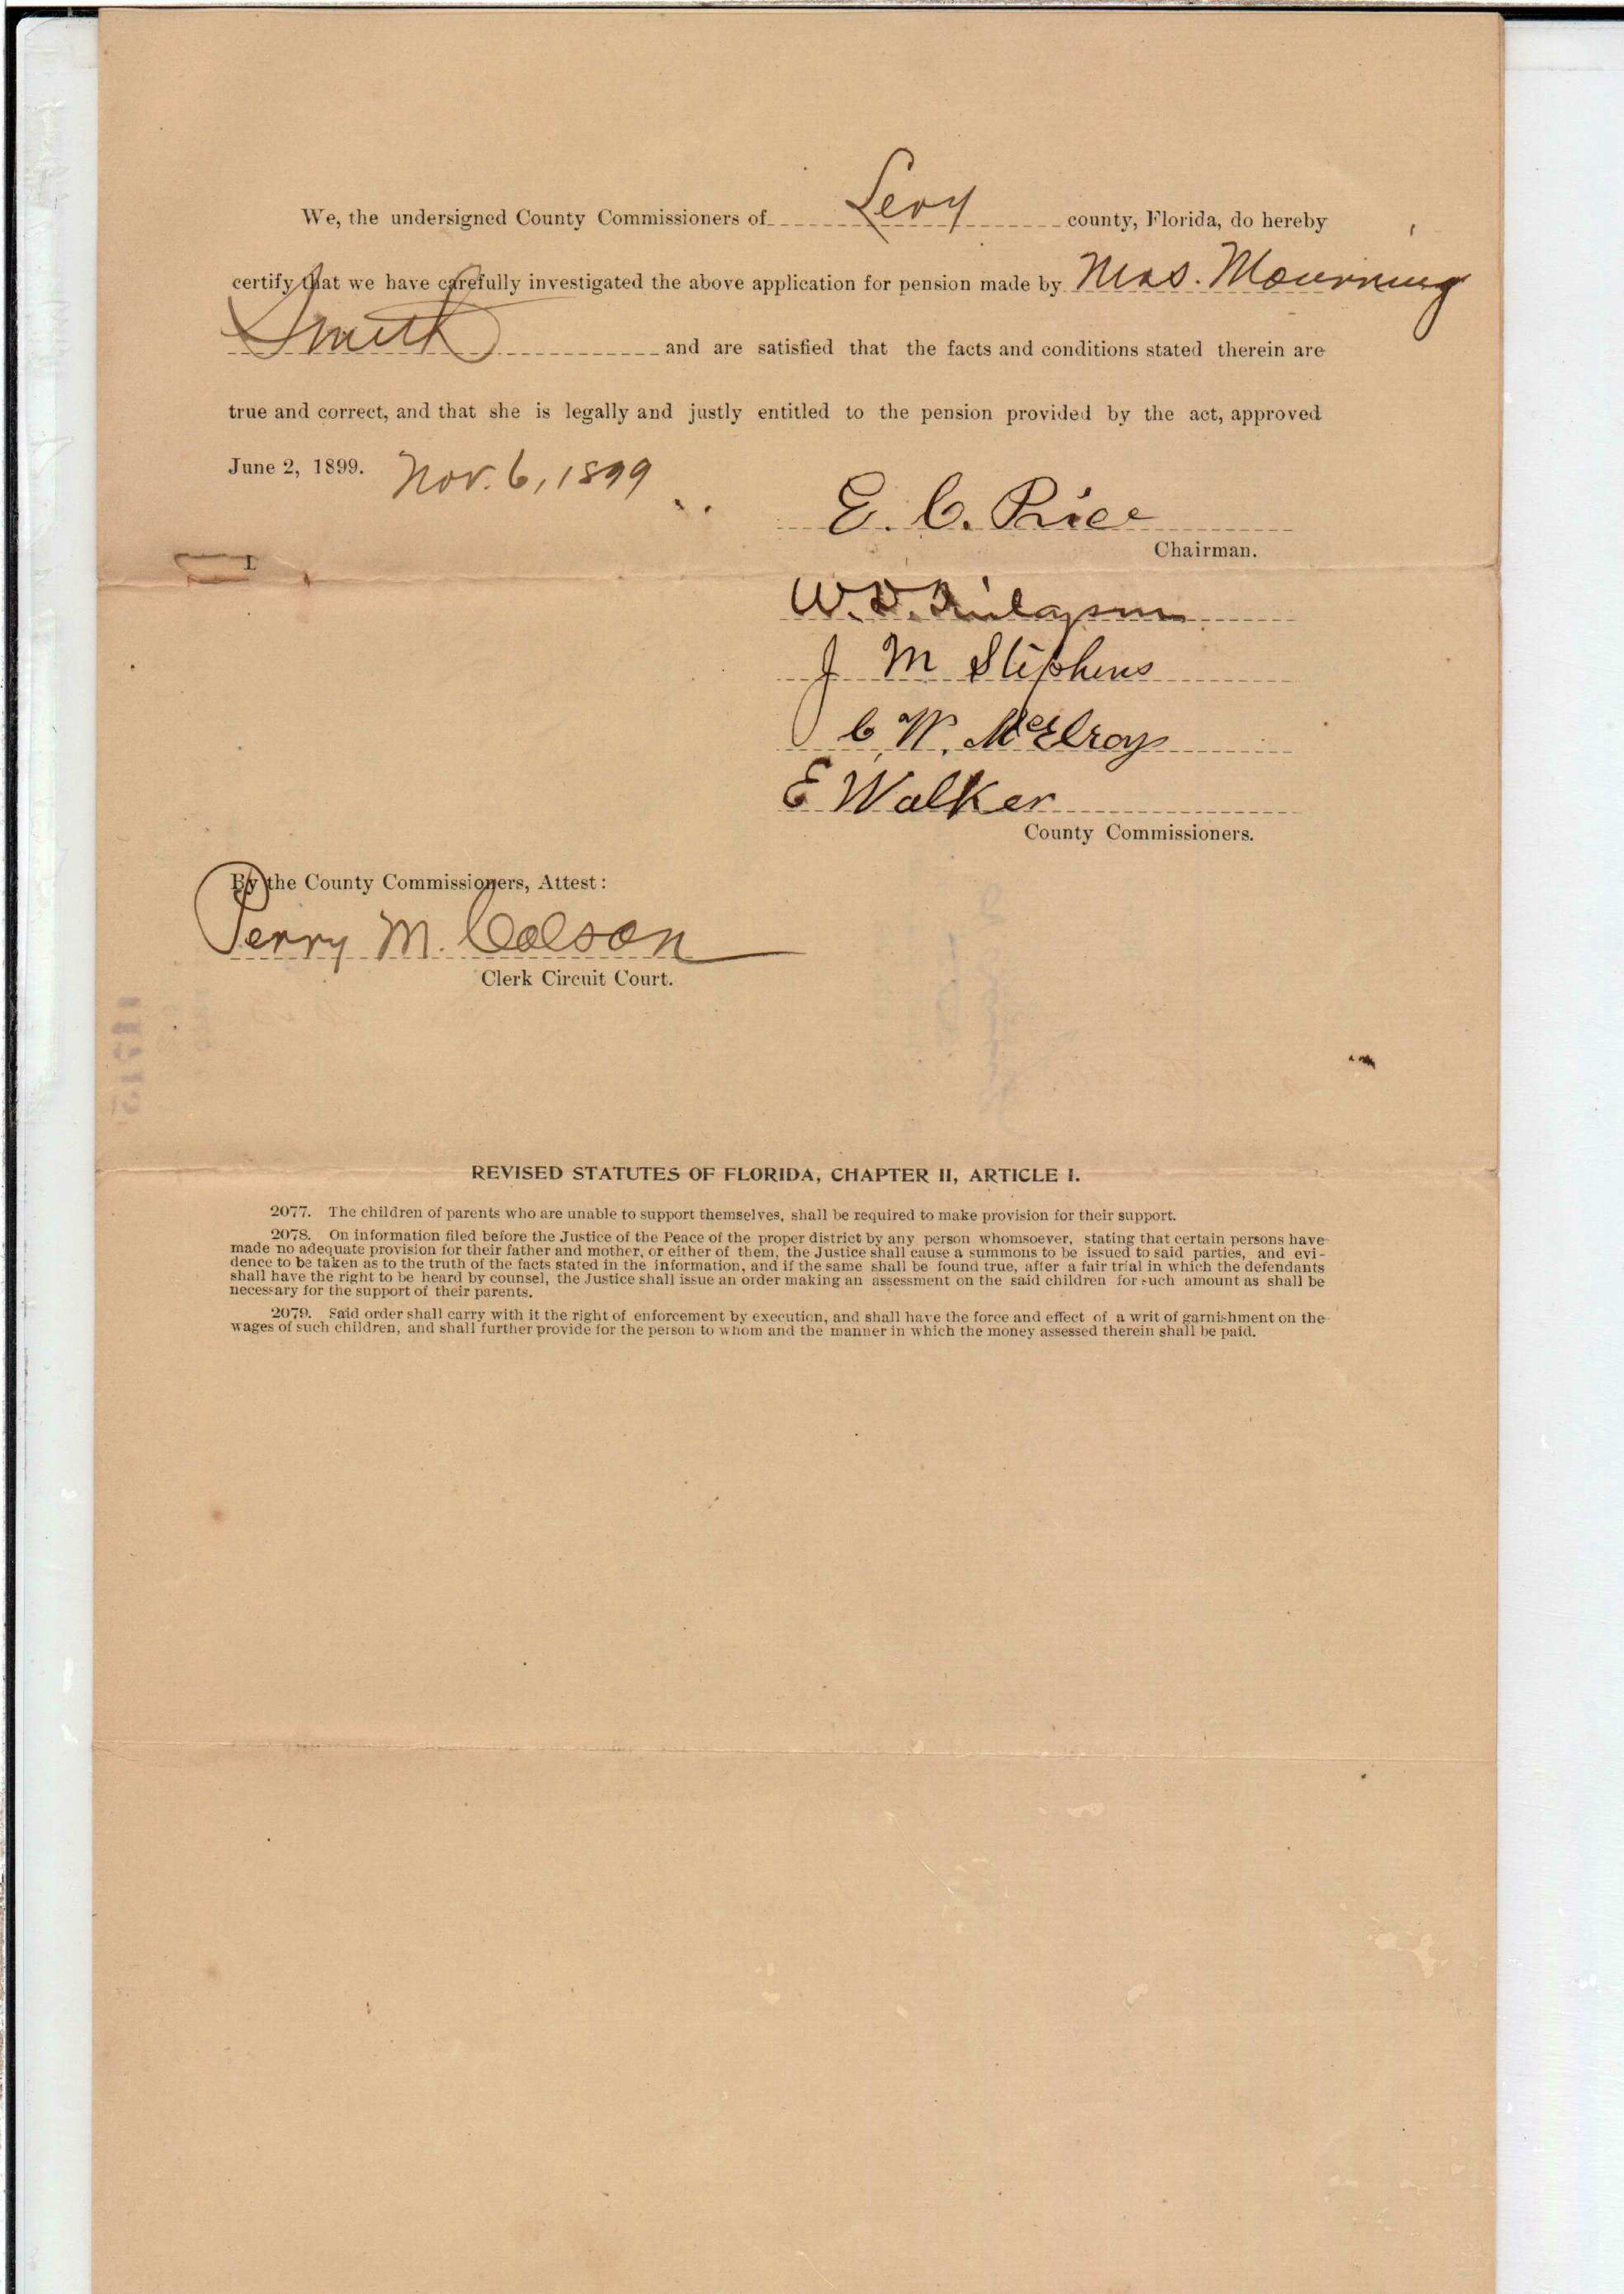 We, the undersigned County Commissioners of Levy county, Florida, do hereby
certify that we have carefully investigated the above application for pension made by Mrs. Mourning
Smith and are satisfied that the facts and conditions stated therein are
true and correct, and that she is legally and justly entitled to the pension provided by the act, approved
June 2, 1899. Nov. 6, 1899
E. C. Price
Chairman.
W. D.
J M Stephens
C. W. McElroy
E Walker
County Commissioners.
By the County Commissioners, Attest:
Perry M. Colson
Clerk Circuit Court.
REVISED STATUTES OF FLORIDA, CHAPTER II, ARTICLE I.
2077. The children of parents who are unable to support themselves, shall be required to make provision for their support.
2078. On information filed before the Justice of the Peace of the proper district by any person whomsoever, stating that certain persons have
made no adequate provision for their father and mother, or either of them, the Justice shall cause a summons to be issued to said parties, and evi-
dence to be taken as to the truth of the facts stated in the information, and if the same shall be found true, after a fair trial in which the defendants
shall have the right to be heard by counsel, the Justice shall issue an order making an assessment on the said children for such amount as shall be
necessary for the support of their parents.
2079. Said order shall carry with it the right of enforcement by execution, and shall have the force and effect of a writ of garnishment on the
wages of such children, and shall further provide for the person to whom and the manner in which the money assessed therein shall be paid.